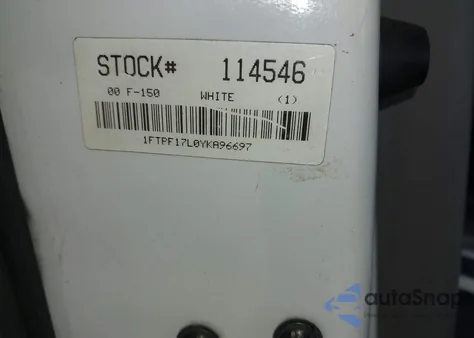 STOCK# 114546
00 F-150 WHITE (1)
1FTPF17L0YKA96697
autoSnap